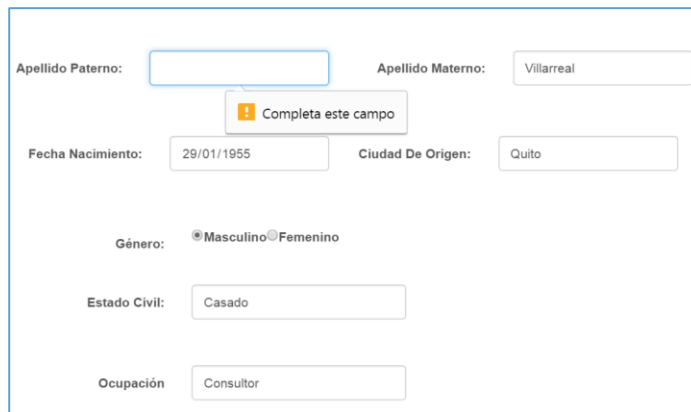 Apellido Paterno: Apellido Materno: Villarreal
Completa este campo
Fecha Nacimiento: 29/01/1955 Ciudad De Origen: Quito
Género: Masculino Femenino
Estado Civil: Casado
Ocupación Consultor